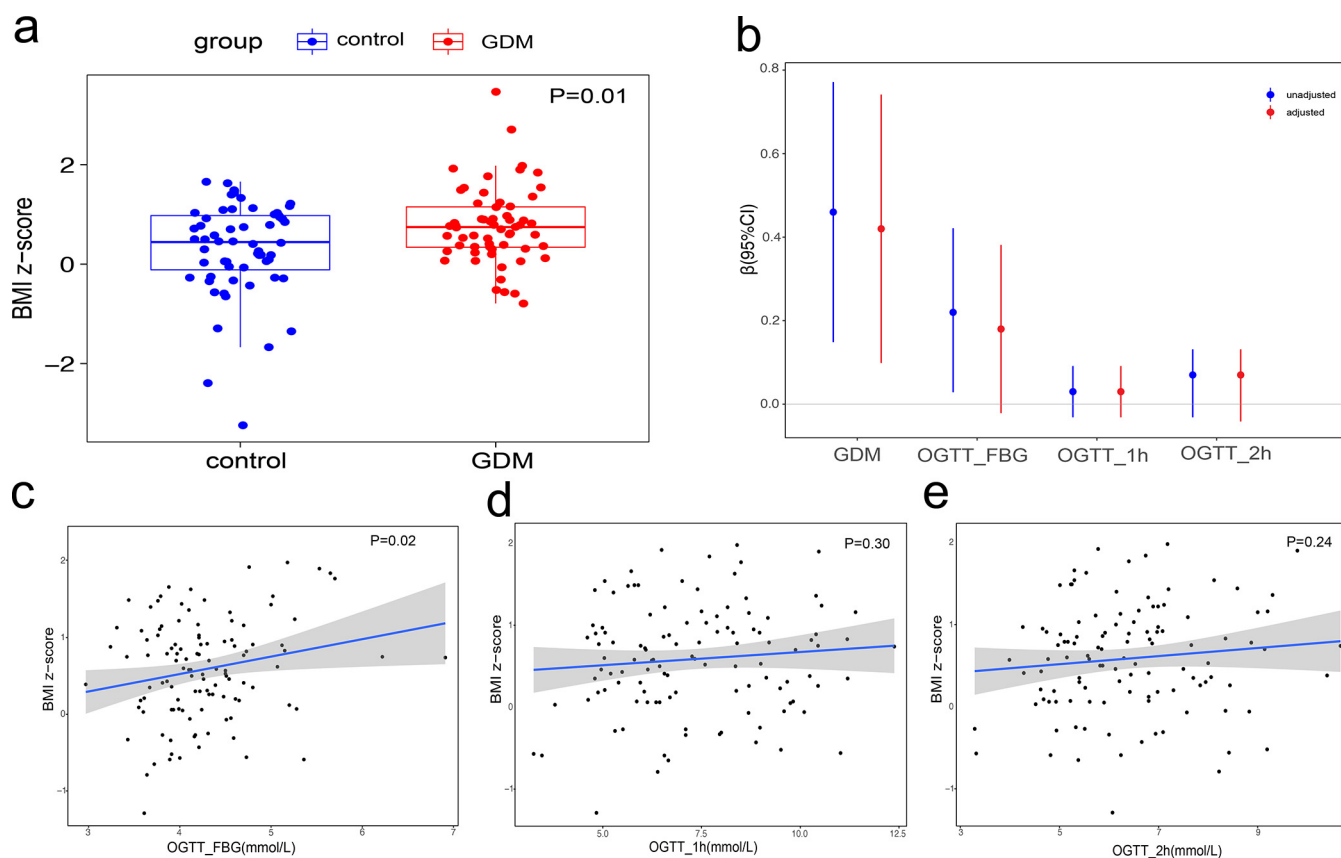 a
group control GDM
P=0.01
BMI z−score
2
0
−2
control GDM
b
unadjusted
adjusted
β(95%CI)
0.8
0.6
0.4
0.2
0.0
GDM OGTT_FBG OGTT_1h OGTT_2h
c
P=0.02
BMI z−score
2
1
0
−1
3 4 5 6 7
OGTT_FBG(mmol/L)
d
P=0.30
BMI z−score
2
1
0
−1
5.0 7.5 10.0 12.5
OGTT_1h(mmol/L)
e
P=0.24
BMI z−score
2
1
0
−1
3 5 7 9
OGTT_2h(mmol/L)